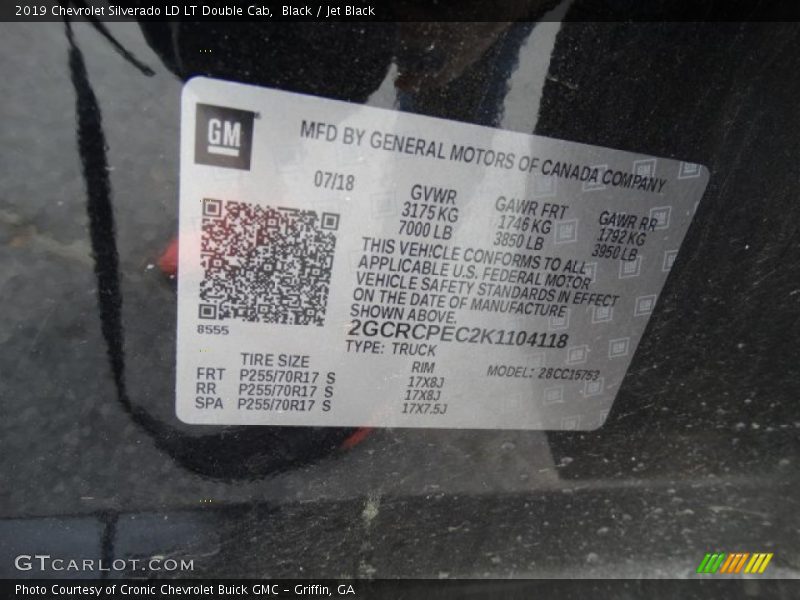 2019 Chevrolet Silverado LD LT Double Cab,  Black / Jet Black
GM
MFD BY GENERAL MOTORS OF CANADA COMPANY
07/18
GVWR
3175 KG
7000 LB
GAWR FRT
1746 KG
3850 LB
GAWR RR
1792 KG
3950 LB
THIS VEHICLE CONFORMS TO ALL
APPLICABLE U.S. FEDERAL MOTOR
VEHICLE SAFETY STANDARDS IN EFFECT
ON THE DATE OF MANUFACTURE
SHOWN ABOVE.
2GCRCPEC2K1104118
TYPE: TRUCK
8555
TIRE SIZE
RIM
MODEL: 28CC15753
FRT P255/70R17 S 17X8J
RR P255/70R17 S 17X8J
SPA P255/70R17 S 17X7.5J
GTCARLOT.COM
Photo Courtesy of Cronic Chevrolet Buick GMC - Griffin, GA